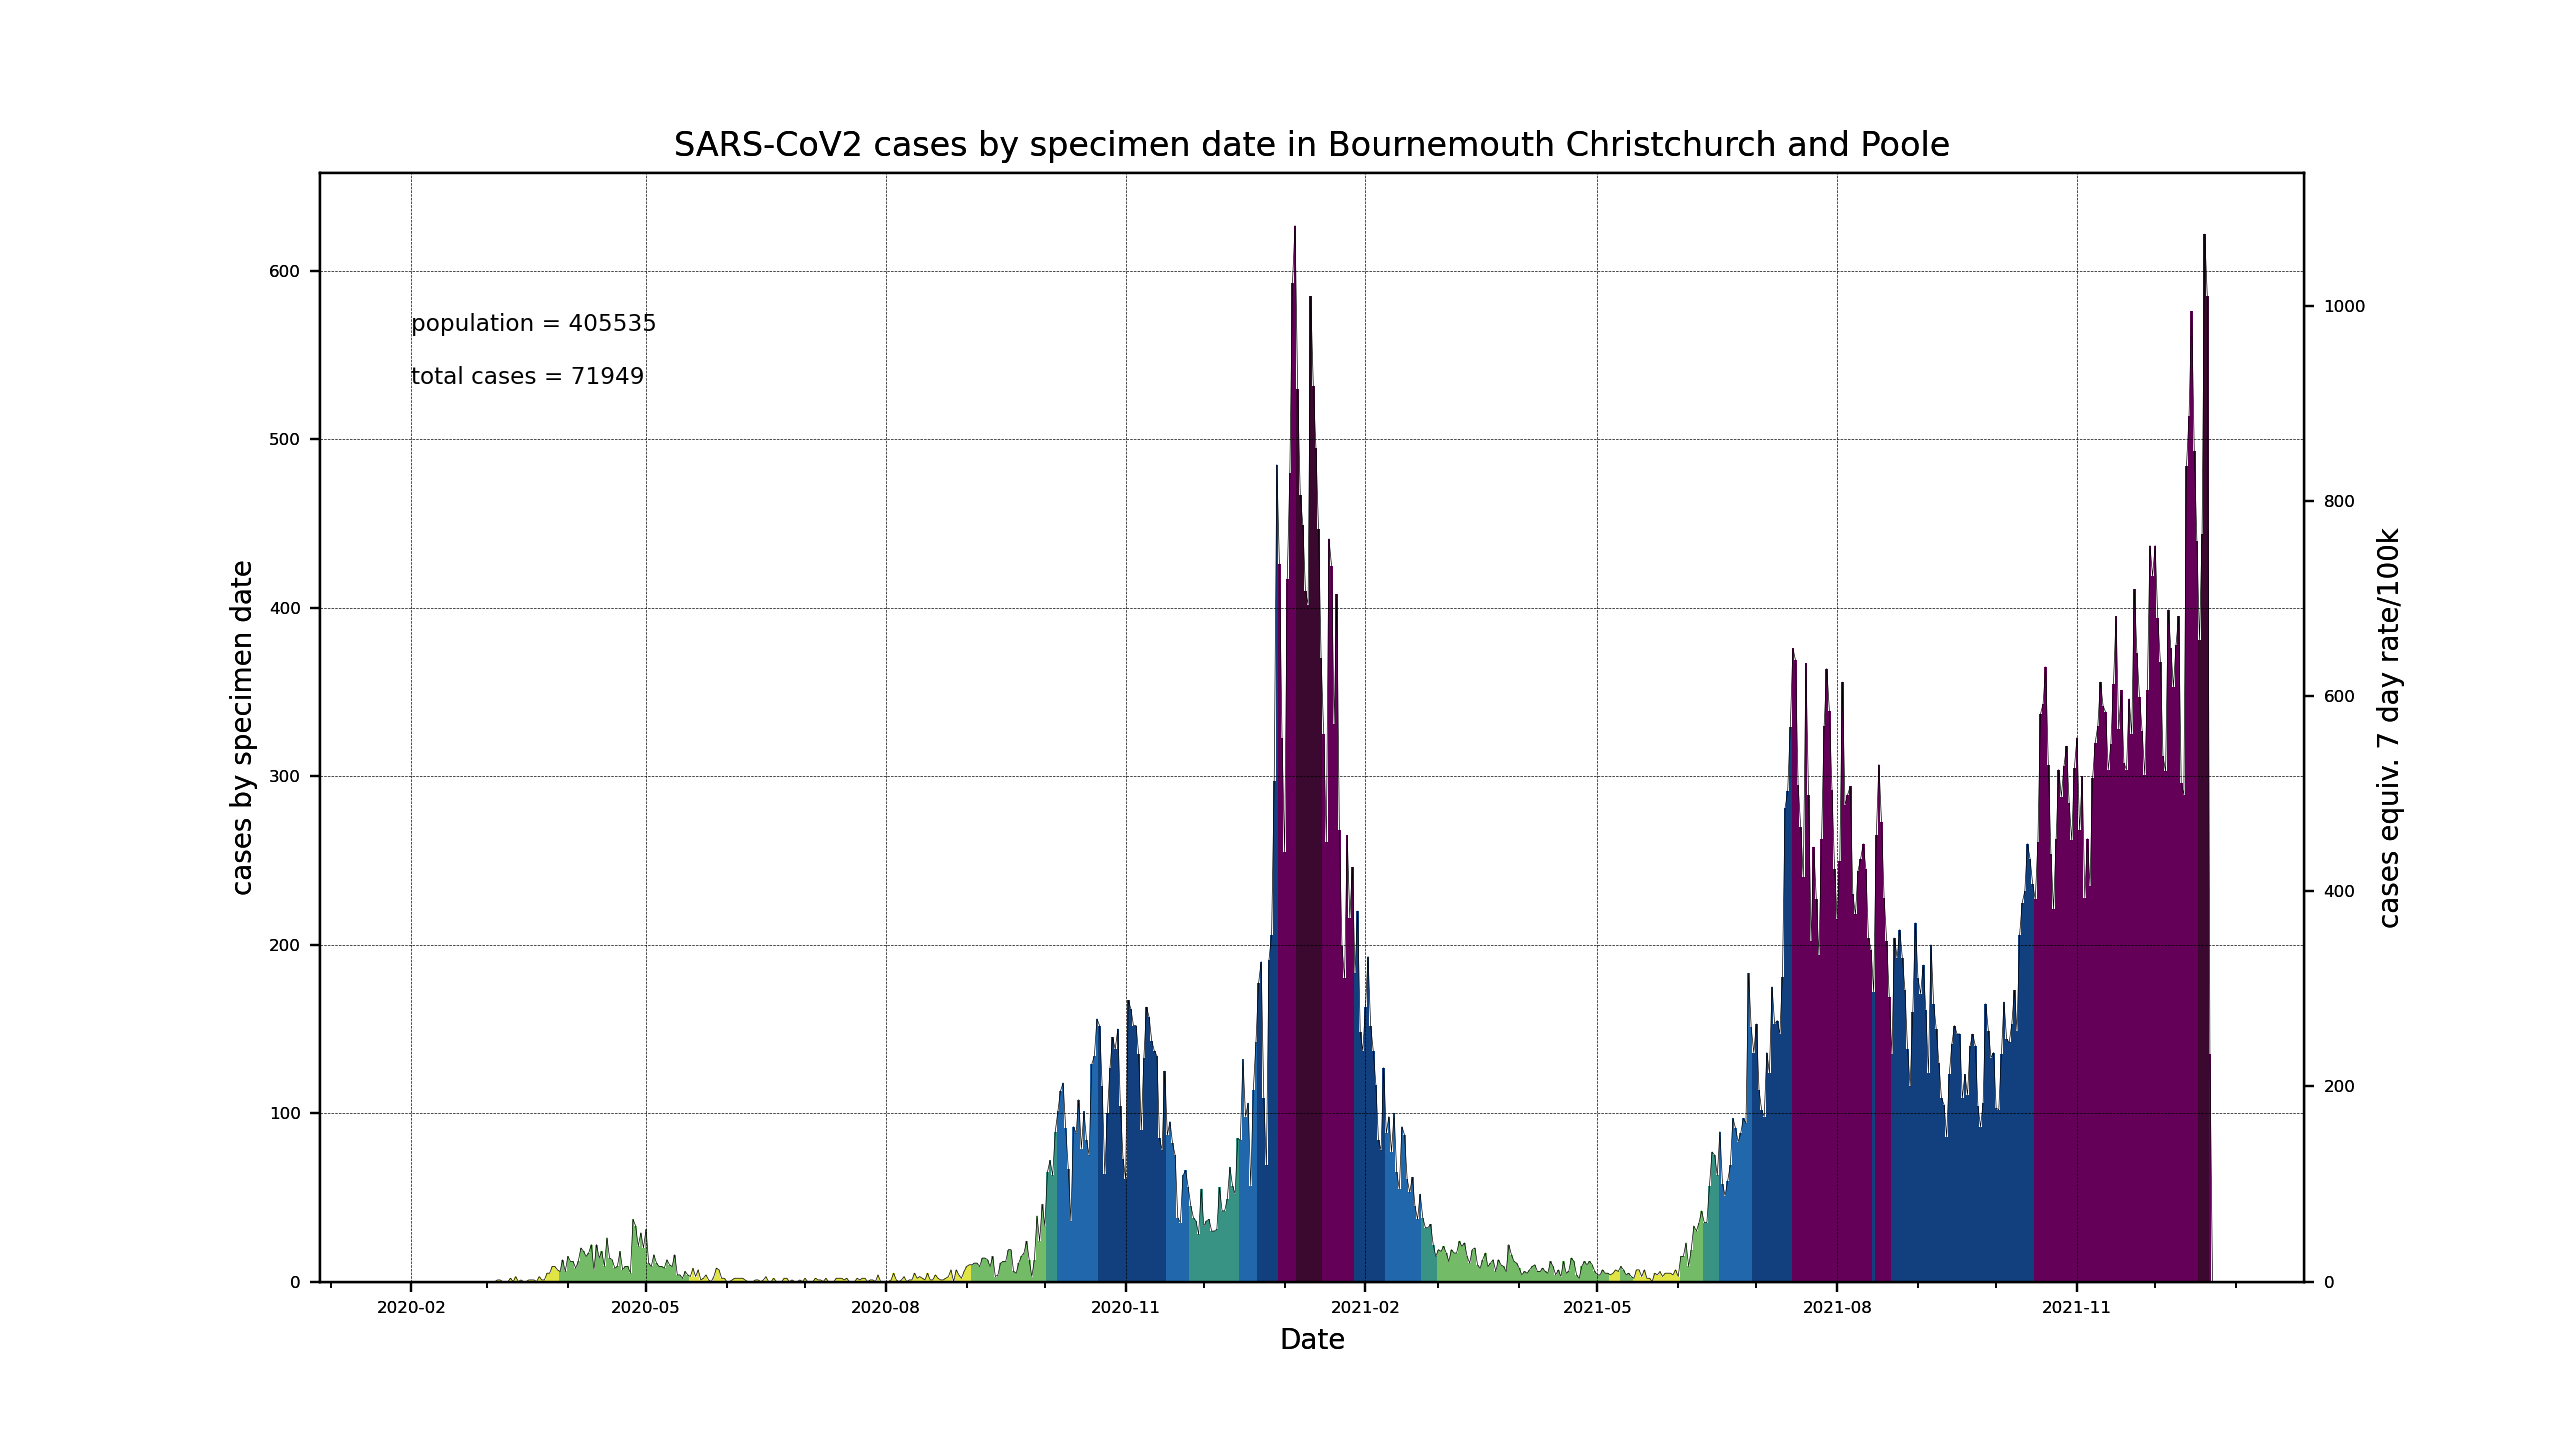 SARS-CoV2 cases by specimen date in Bournemouth Christchurch and Poole
population = 405535
total cases = 71949
cases by specimen date
600
500
400
300
200
100
0
1000
800
600
400
200
0
cases equiv. 7 day rate/100k
2020-02 2020-05 2020-08 2020-11 2021-02 2021-05 2021-08 2021-11
Date